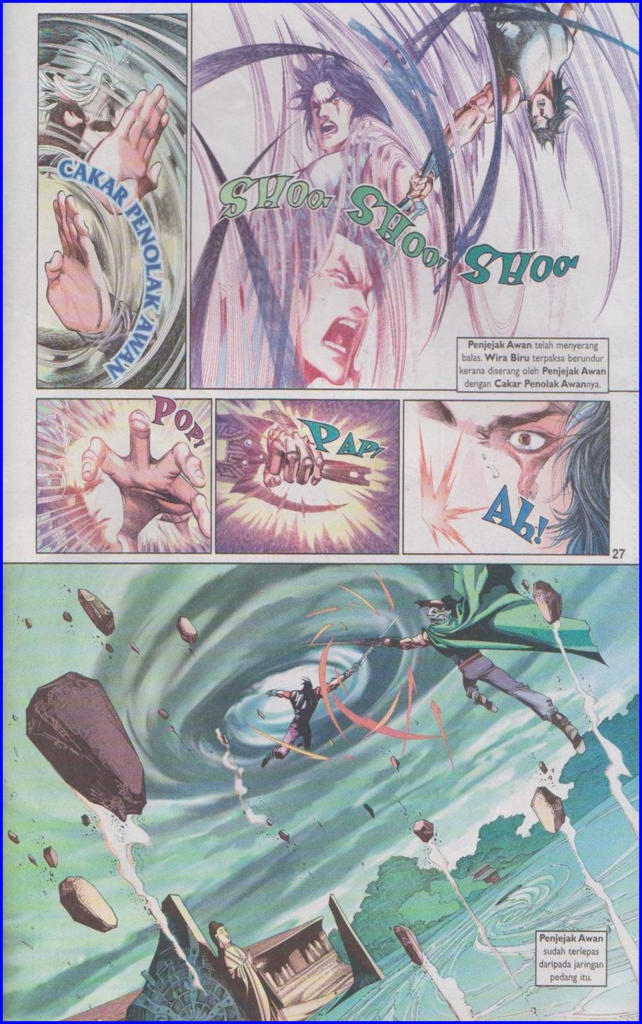 CAKAR PENOLAK AWAN
SHOO,
SHOO,
SHOO
Penjejak Awan telah menyerang
balas. Wira Biru terpaksa berundur
kerana diserang oleh Penjejak Awan
dengan Cakar Penolak Awannya.
POP,
PAP,
Ah!
27
Penjejak Awan
sudah terlepas
daripada jaringan
pedang itu.